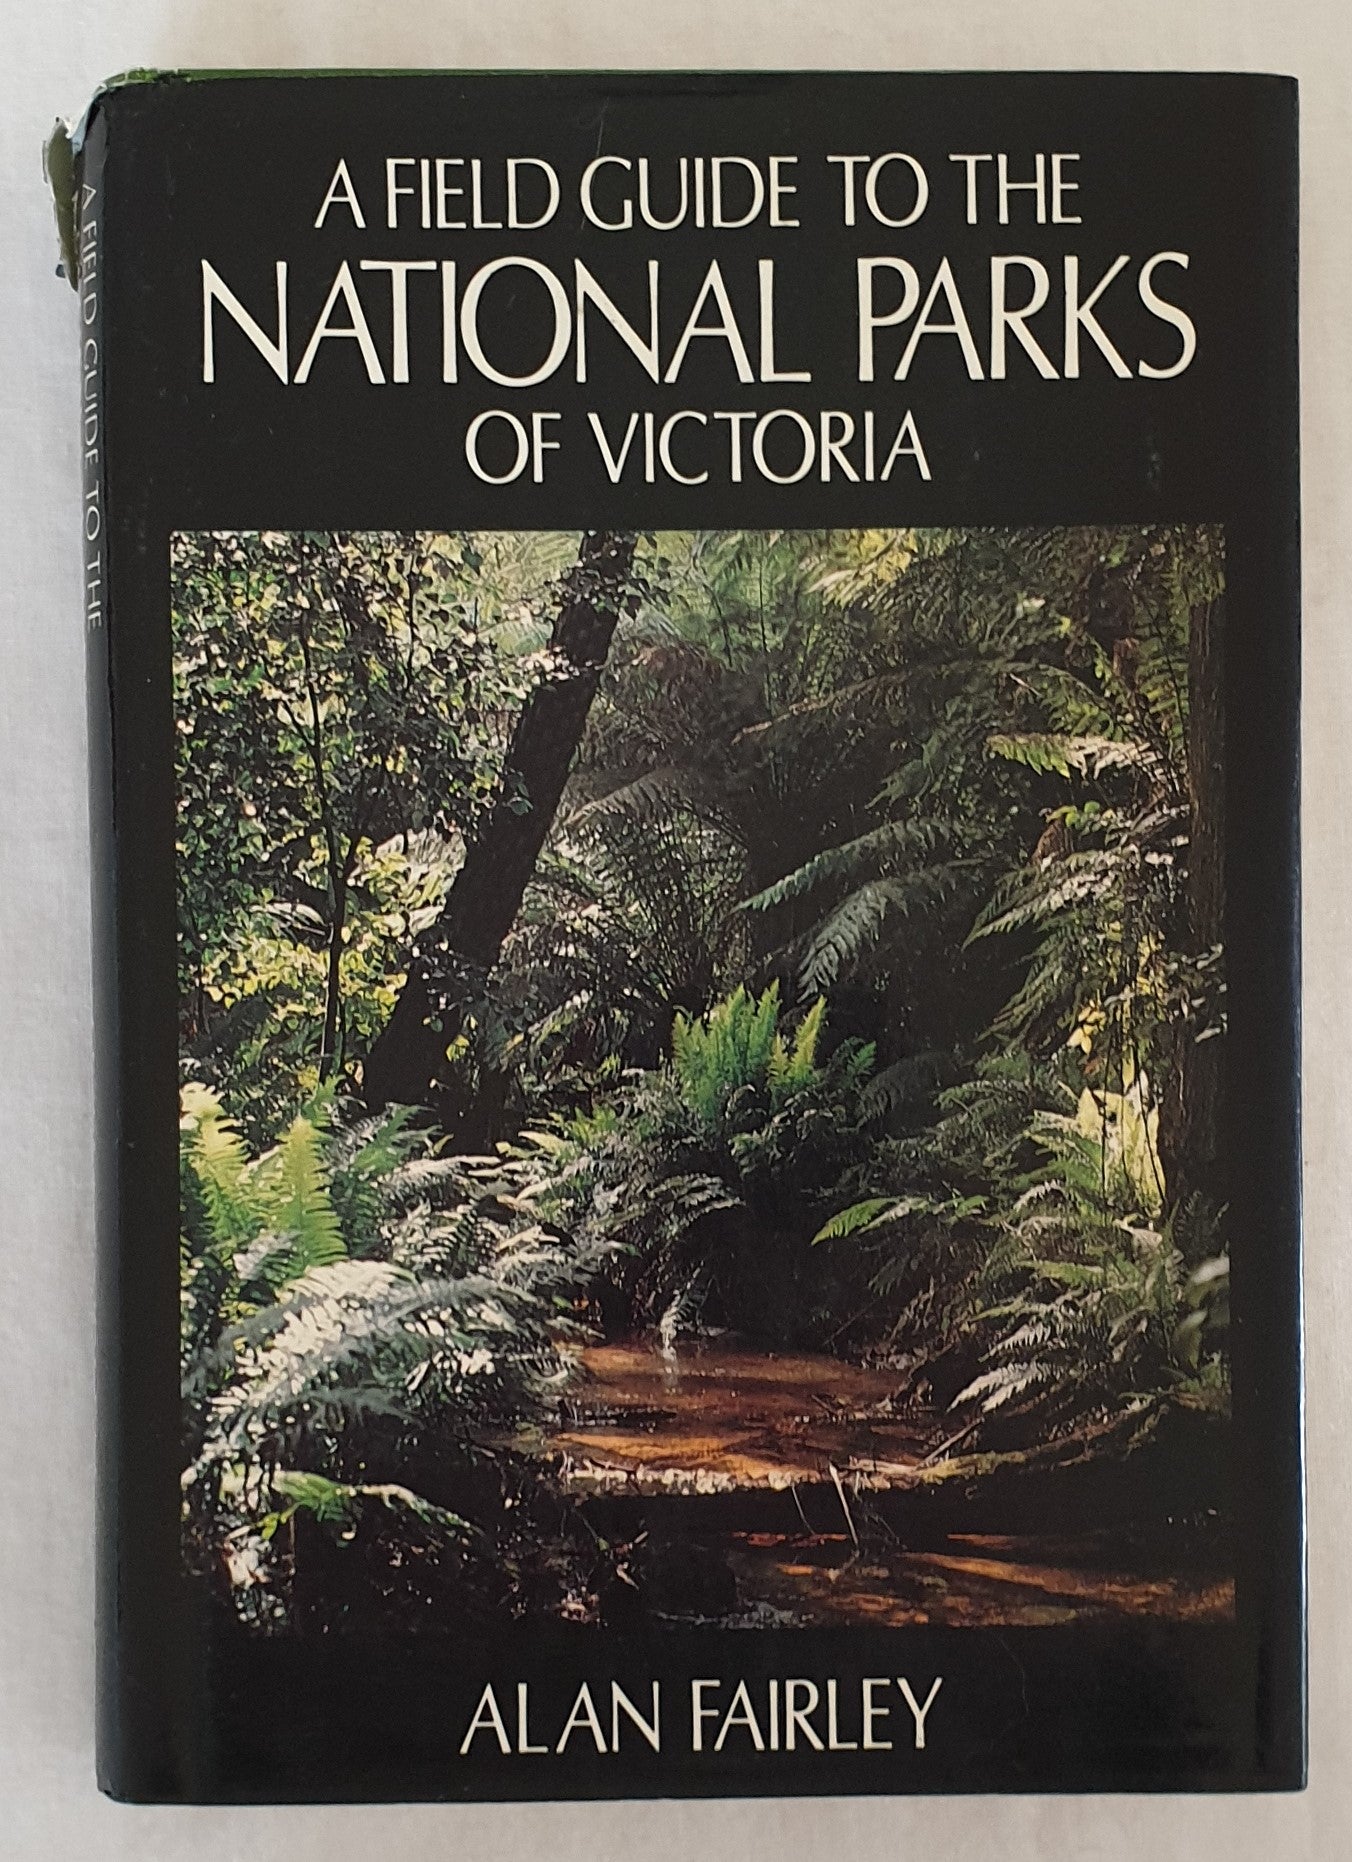 A FIELD GUIDE TO THE
NATIONAL PARKS
OF VICTORIA
ALAN FAIRLEY
A FIELD GUIDE TO THE